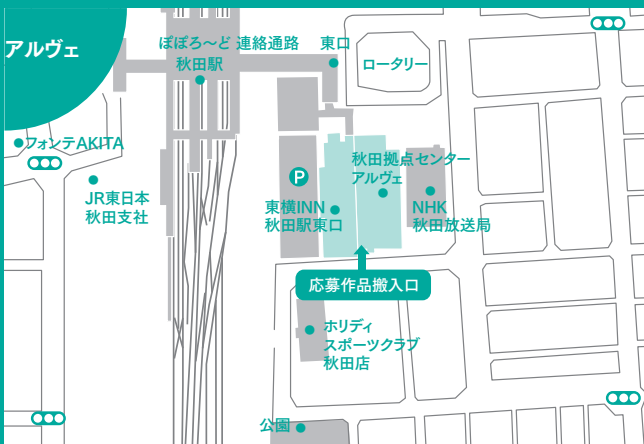 アルヴェ
ぽぽろ〜ど 連絡通路
東口
秋田駅
ロータリー
フォンテAKITA
JR東日本
秋田支社
P
秋田拠点センター
アルヴェ
東横INN
秋田駅東口
NHK
秋田放送局
応募作品搬入口
ホリディ
スポーツクラブ
秋田店
公園